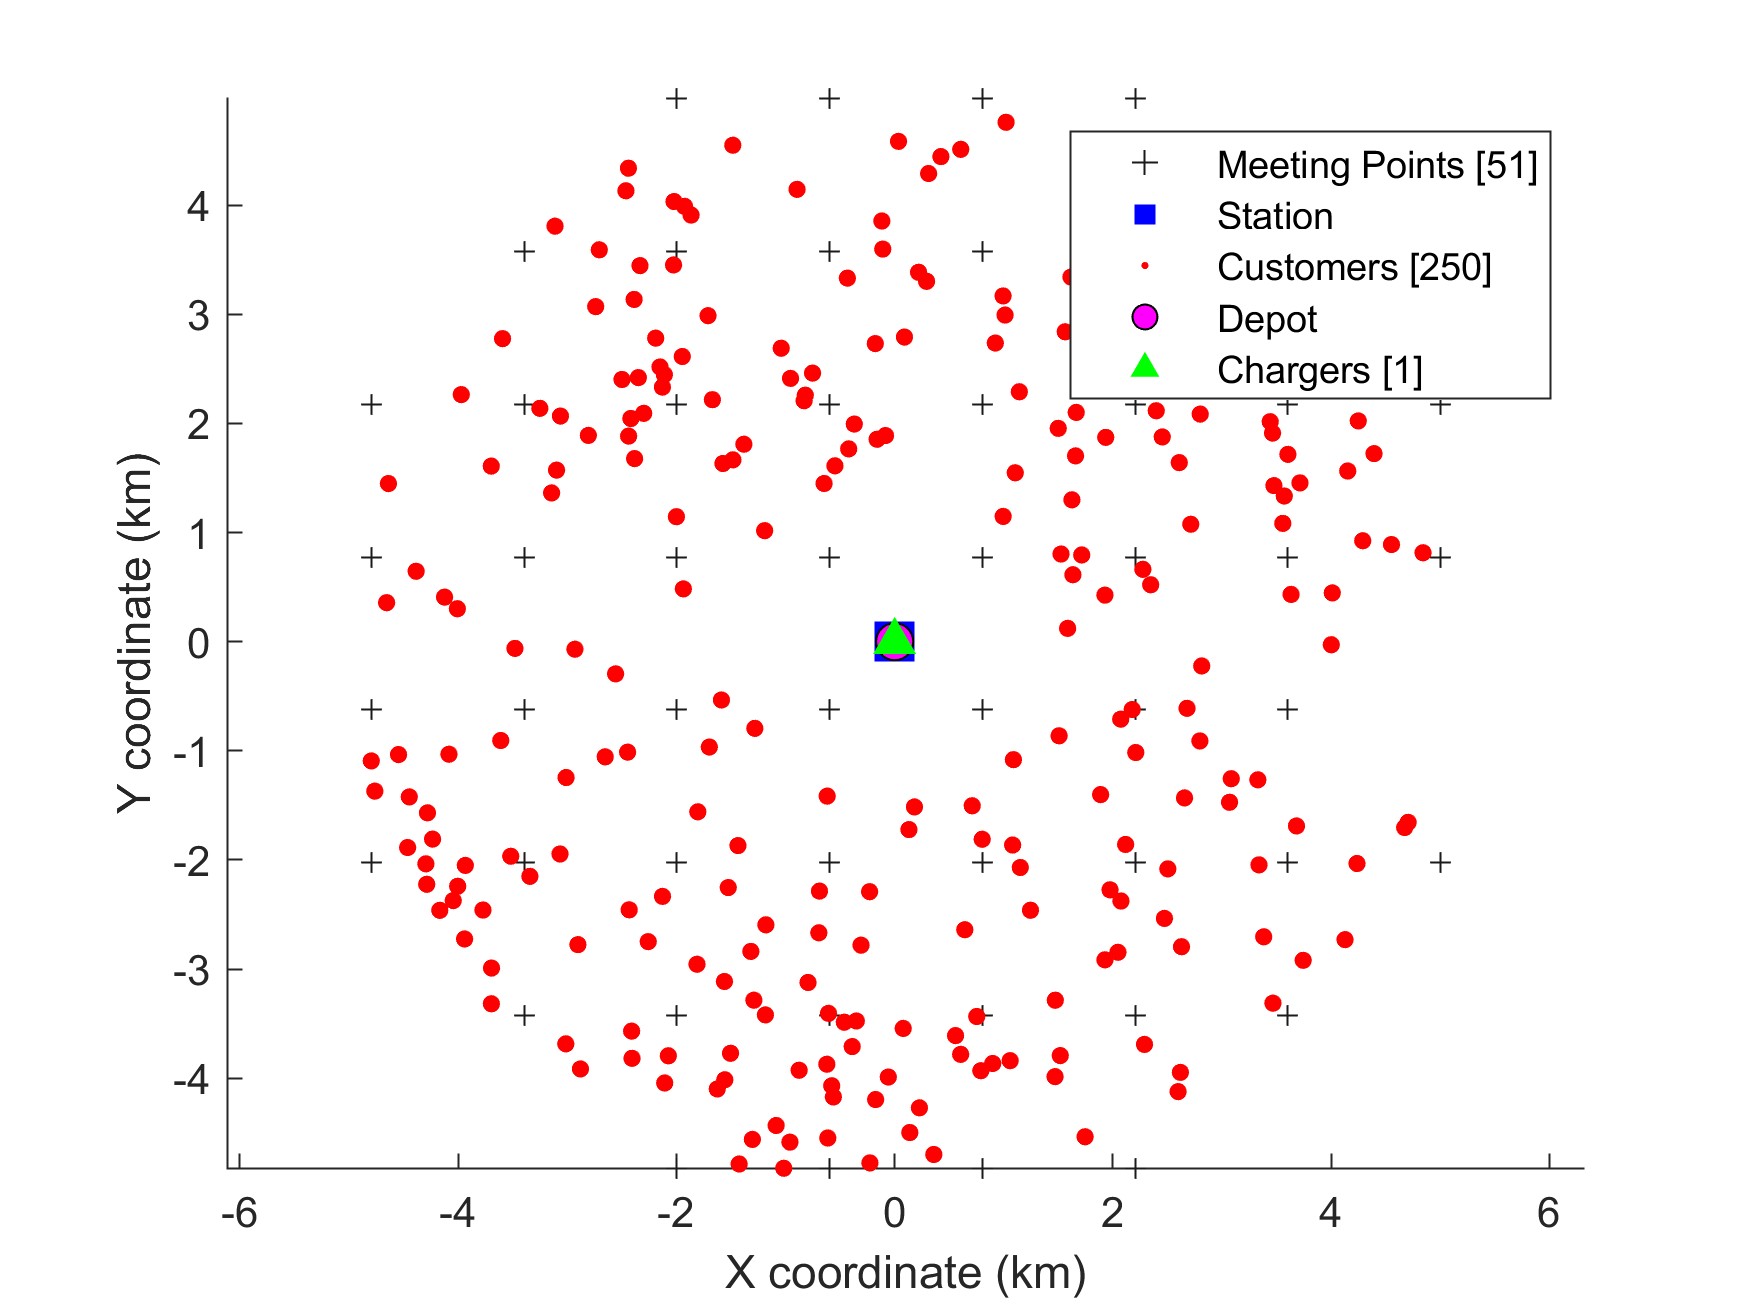 Meeting Points [51]
Station
Customers [250]
Depot
Chargers [1]
4
3
2
1
0
-1
-2
-3
-4
Y coordinate (km)
-6 -4 -2 0 2 4 6
X coordinate (km)